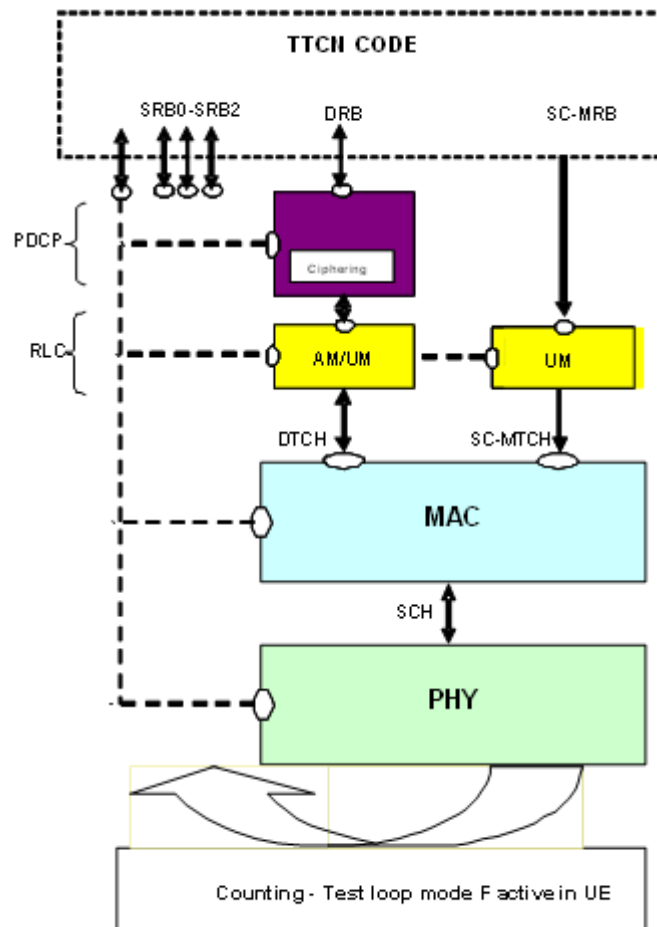 TTCN CODE
SRB0-SRB2
DRB
SC-MRB
PDCP
Ciphering
RLC
AM/UM
UM
DTCH
SC-MTCH
MAC
SCH
PHY
Counting - Test loop mode F active in UE